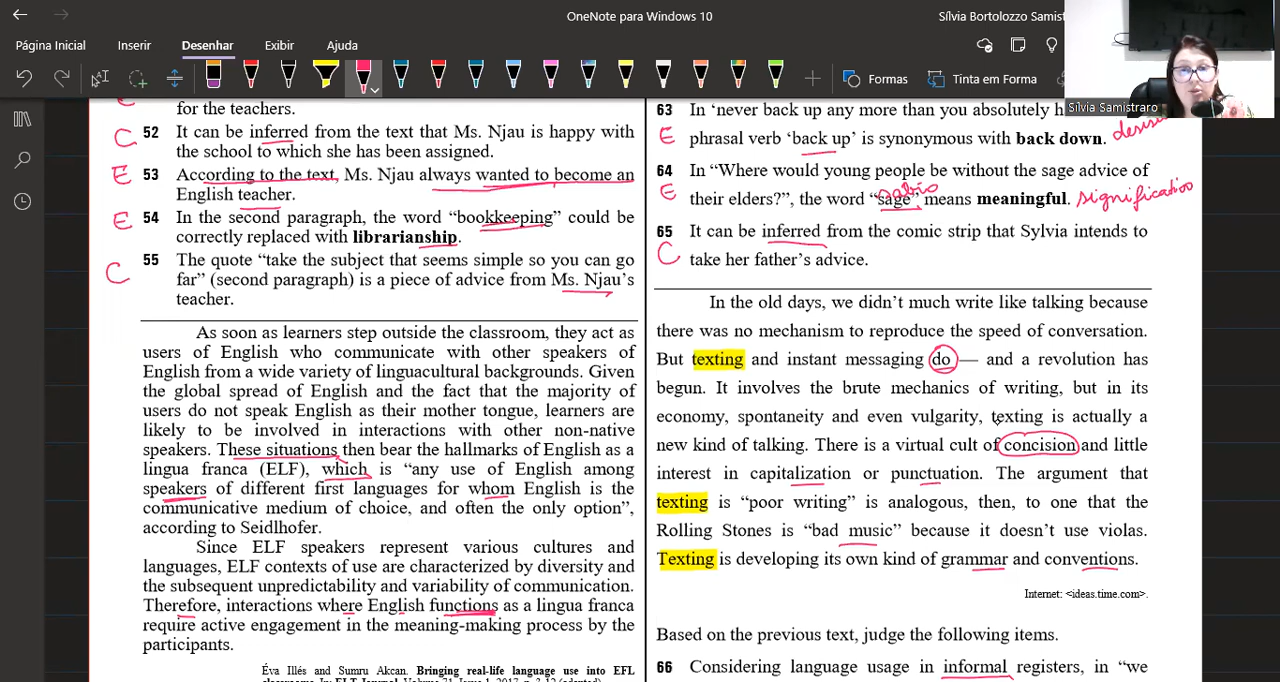 OneNote para Windows 10
Sílvia Bortolozzo Samist
Página Inicial
Inserir
Desenhar
Exibir
Ajuda
Formas
Tinta em Forma
Sílvia Samistraro
for the teachers.
C 52 It can be inferred from the text that Ms. Njau is happy with
the school to which she has been assigned.
E 53 According to the text, Ms. Njau always wanted to become an
English teacher.
E 54 In the second paragraph, the word “bookkeeping” could be
correctly replaced with librarianship.
C 55 The quote “take the subject that seems simple so you can go
far” (second paragraph) is a piece of advice from Ms. Njau’s
teacher.
As soon as learners step outside the classroom, they act as
users of English who communicate with other speakers of
English from a wide variety of linguacultural backgrounds. Given
the global spread of English and the fact that the majority of
users do not speak English as their mother tongue, learners are
likely to be involved in interactions with other non-native
speakers. These situations then bear the hallmarks of English as a
lingua franca (ELF), which is “any use of English among
speakers of different first languages for whom English is the
communicative medium of choice, and often the only option”,
according to Seidlhofer.
Since ELF speakers represent various cultures and
languages, ELF contexts of use are characterized by diversity and
the subsequent unpredictability and variability of communication.
Therefore, interactions where English functions as a lingua franca
require active engagement in the meaning-making process by the
participants.
Éva Illés and Sumru Akcan. Bringing real-life language use into EFL
63 In ‘never back up any more than you absolutely h
E phrasal verb ‘back up’ is synonymous with back down.
64 In “Where would young people be without the sage advice of
sabio
E their elders?”, the word “sage” means meaningful. significativo
65 It can be inferred from the comic strip that Sylvia intends to
C take her father’s advice.
In the old days, we didn’t much write like talking because
there was no mechanism to reproduce the speed of conversation.
But texting and instant messaging do — and a revolution has
begun. It involves the brute mechanics of writing, but in its
economy, spontaneity and even vulgarity, texting is actually a
new kind of talking. There is a virtual cult of concision and little
interest in capitalization or punctuation. The argument that
texting is “poor writing” is analogous, then, to one that the
Rolling Stones is “bad music” because it doesn’t use violas.
Texting is developing its own kind of grammar and conventions.
Internet: <ideas.time.com>.
Based on the previous text, judge the following items.
66 Considering language usage in informal registers, in “we